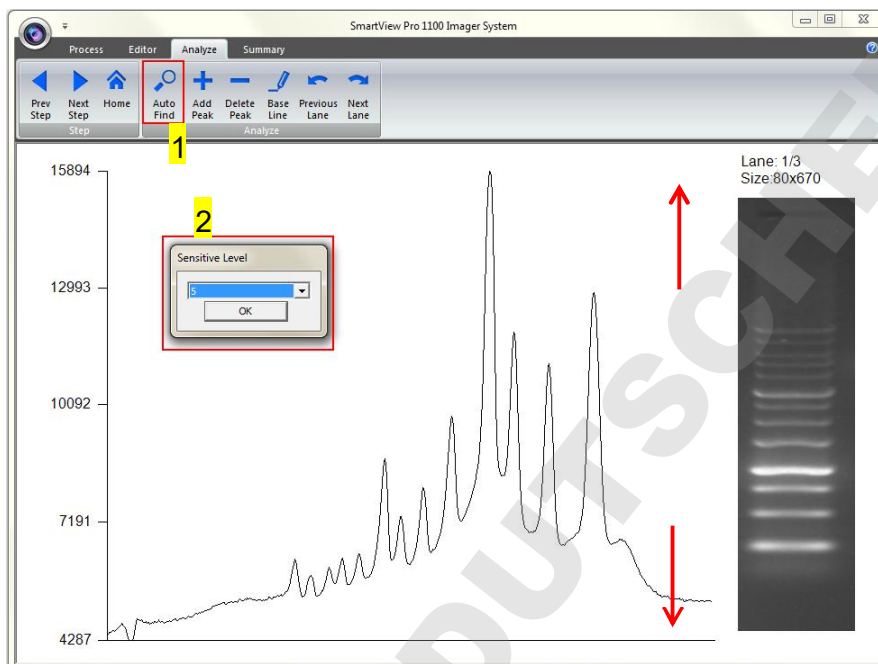 SmartView Pro 1100 Imager System
Process Editor Analyze Summary
Prev Step
Next Step
Home
Auto Find
Add Peak
Delete Peak
Base Line
Previous Lane
Next Lane
Step
Analyze
1
15894
12993
10092
7191
4287
2
Sensitive Level
5
OK
Lane: 1/3
Size:80x670
DUTSCHER